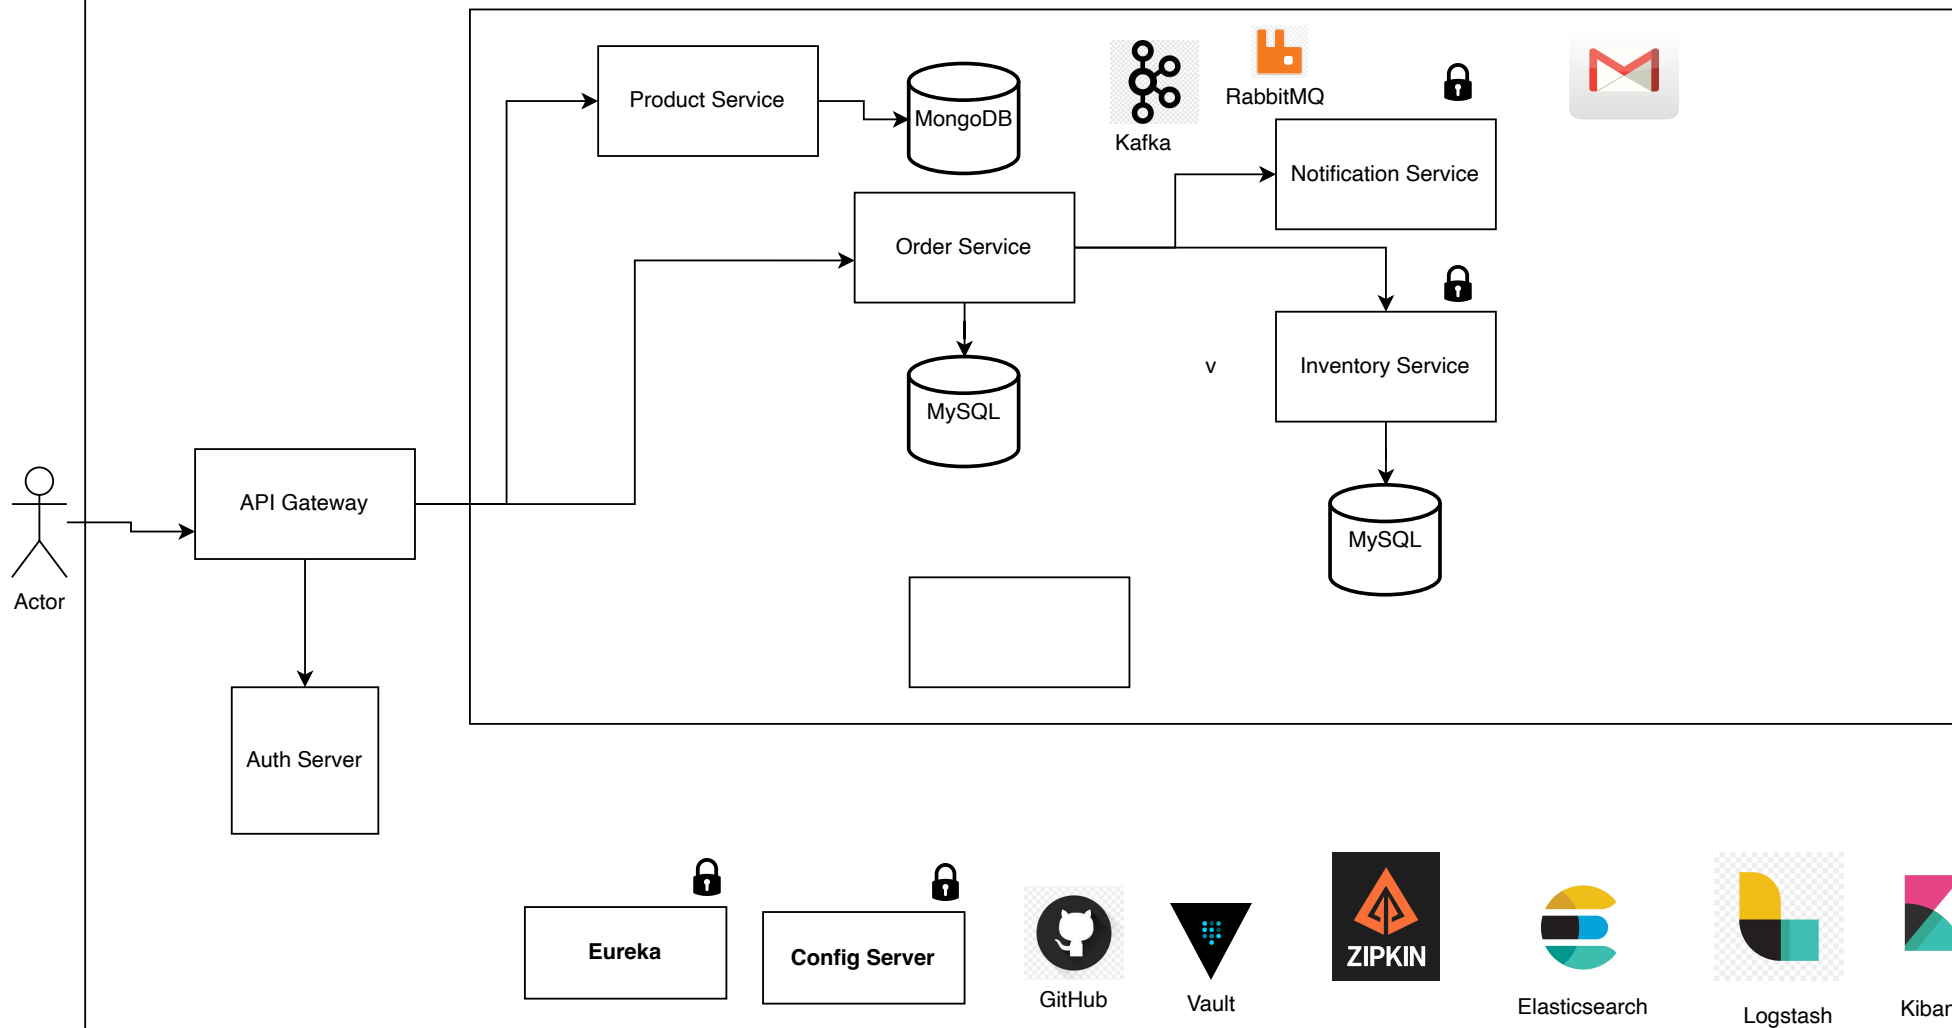 Product Service
MongoDB
Kafka
RabbitMQ
Notification Service
Order Service
MySQL
v
Inventory Service
MySQL
API Gateway
Actor
Auth Server
Eureka
Config Server
GitHub
Vault
ZIPKIN
Elasticsearch
Logstash
Kiban